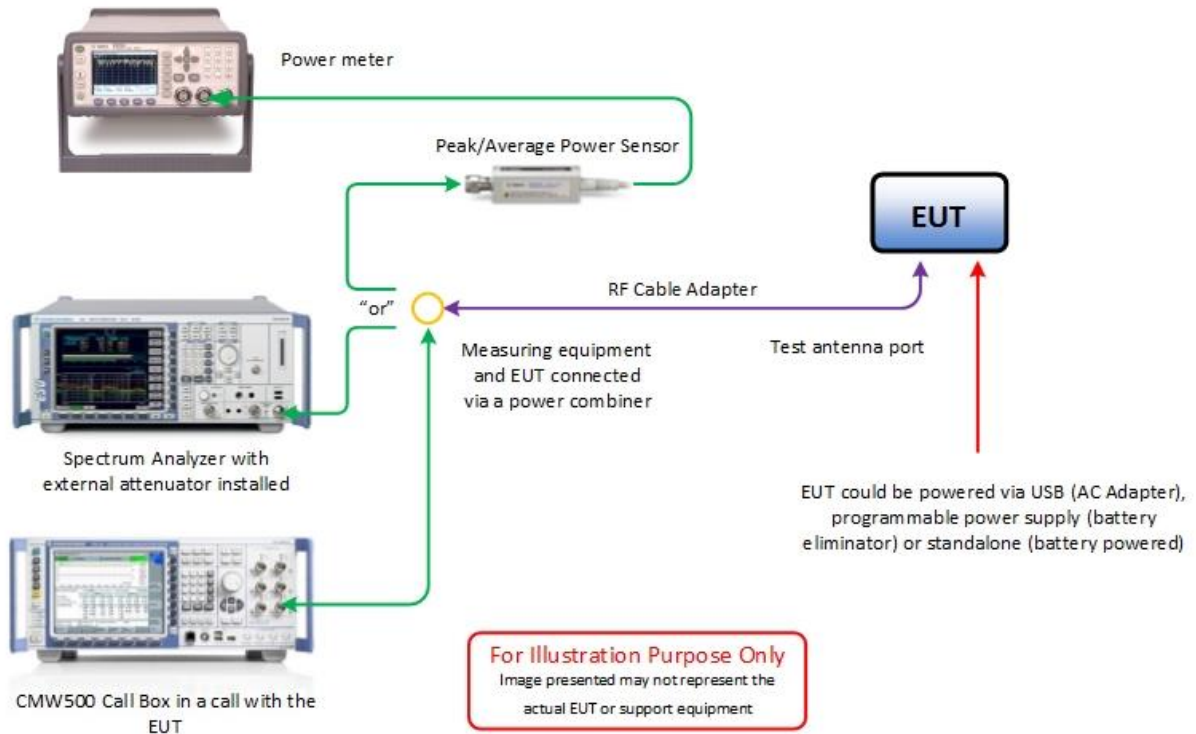 Power meter
Peak/Average Power Sensor
EUT
"or"
RF Cable Adapter
Measuring equipment
and EUT connected
via a power combiner
Test antenna port
Spectrum Analyzer with
external attenuator installed
EUT could be powered via USB (AC Adapter),
programmable power supply (battery
eliminator) or standalone (battery powered)
CMW500 Call Box in a call with the
EUT
For Illustration Purpose Only
Image presented may not represent the
actual EUT or support equipment